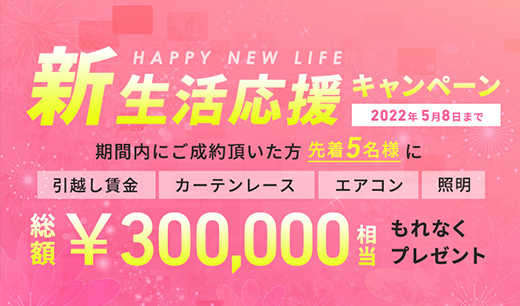 HAPPY NEW LIFE
新生活応援キャンペーン
2022年5月8日まで
期間内にご成約頂いた方 先着5名様に
引越し賃金 カーテンレース エアコン 照明
総額 ￥300,000相当 もれなく
プレゼント